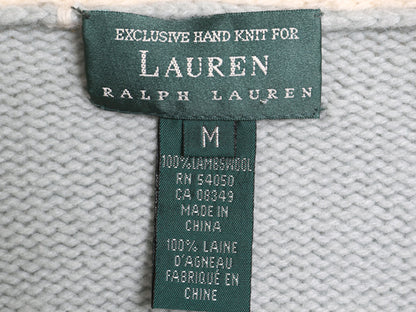 EXCLUSIVE HAND KNIT FOR
LAUREN
RALPH LAUREN
M
100% LAMBSWOOL
RN 54050
CA 08349
MADE IN
CHINA
100% LAINE
D'AGNEAU
FABRIQUÉ EN
CHINE